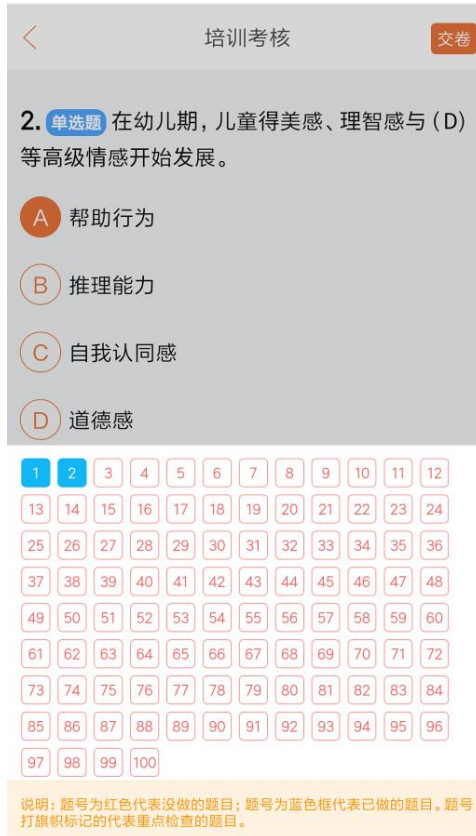 培训考核
交卷
2. 单选题 在幼儿期，儿童得美感、理智感与（D）
等高级情感开始发展。
A 帮助行为
B 推理能力
C 自我认同感
D 道德感
1 2 3 4 5 6 7 8 9 10 11 12
13 14 15 16 17 18 19 20 21 22 23 24
25 26 27 28 29 30 31 32 33 34 35 36
37 38 39 40 41 42 43 44 45 46 47 48
49 50 51 52 53 54 55 56 57 58 59 60
61 62 63 64 65 66 67 68 69 70 71 72
73 74 75 76 77 78 79 80 81 82 83 84
85 86 87 88 89 90 91 92 93 94 95 96
97 98 99 100
说明：题号为红色代表没做的题目；题号为蓝色框代表已做的题目。题号
打旗帜标记的代表重点检查的题目。